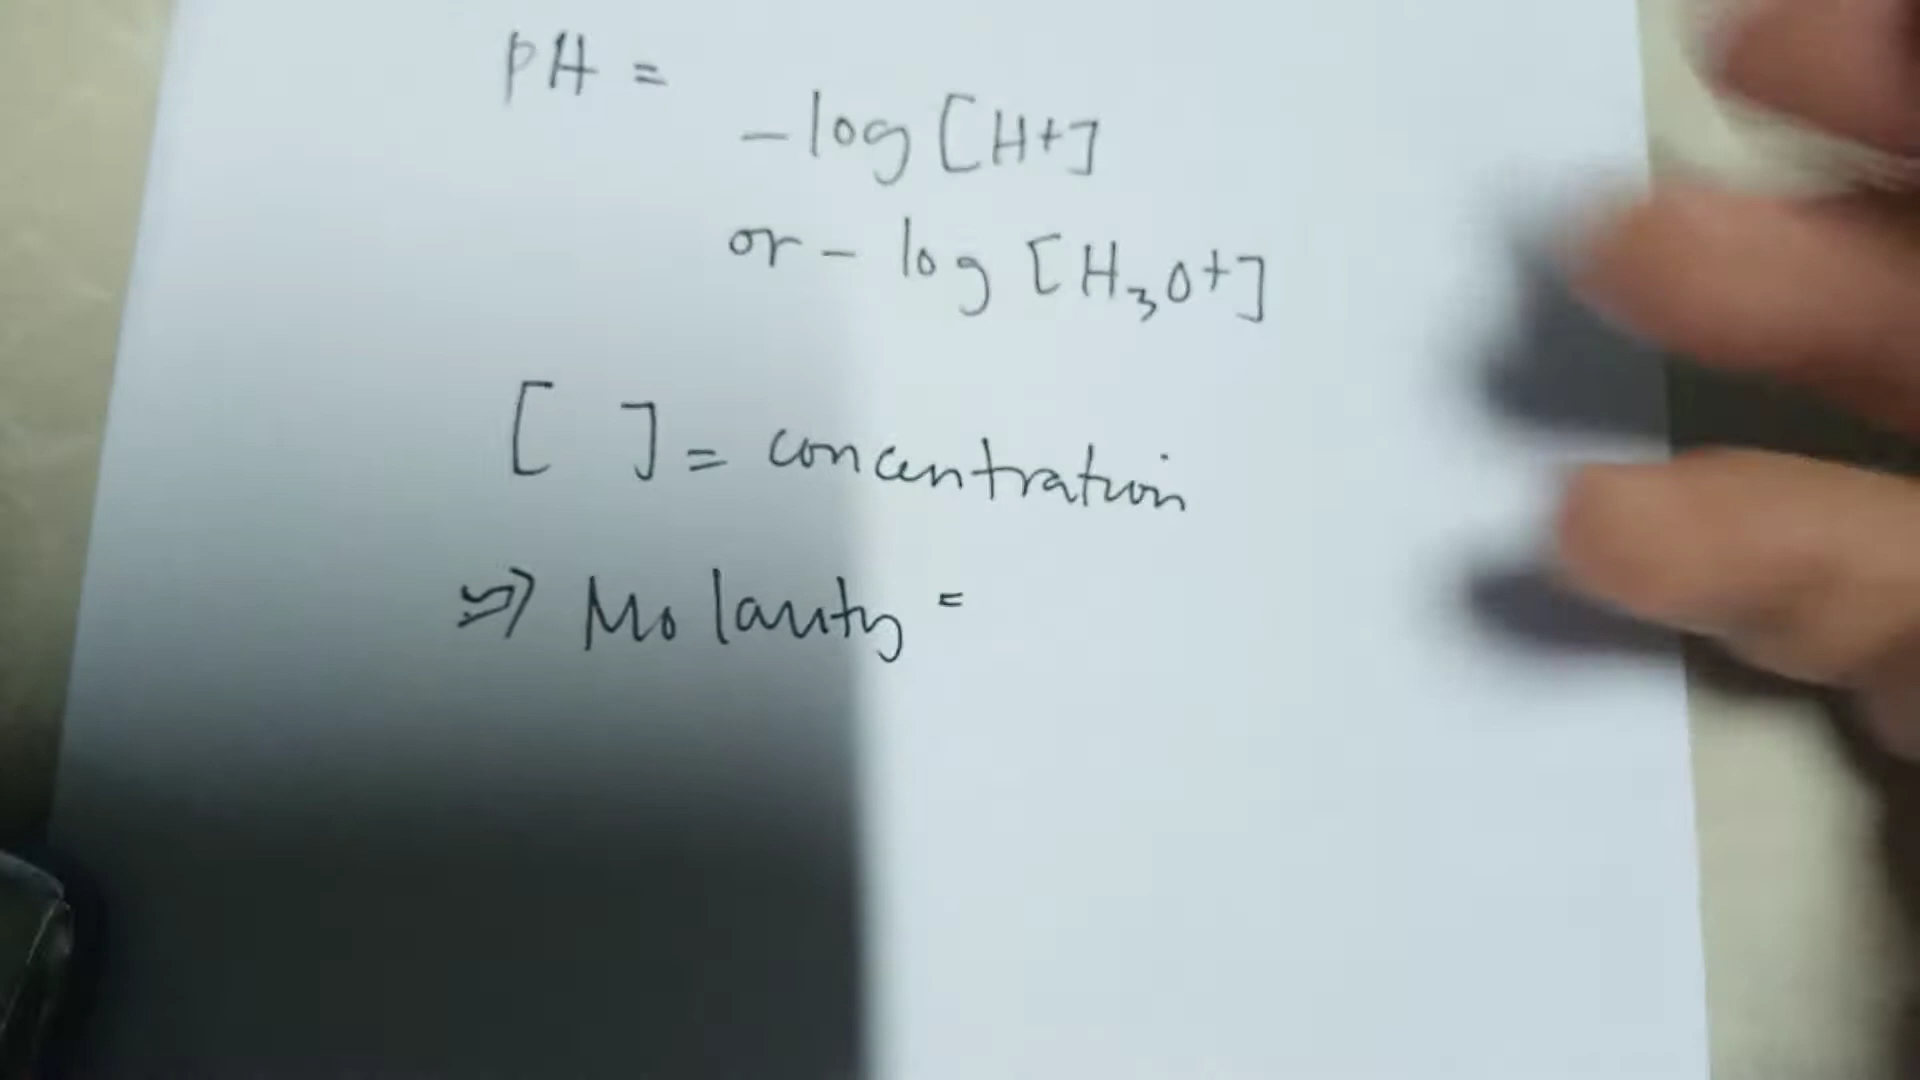 pH =
- log [H+]
or - log [H₃O+]
[ ] = concentration
⇒ Molarity =